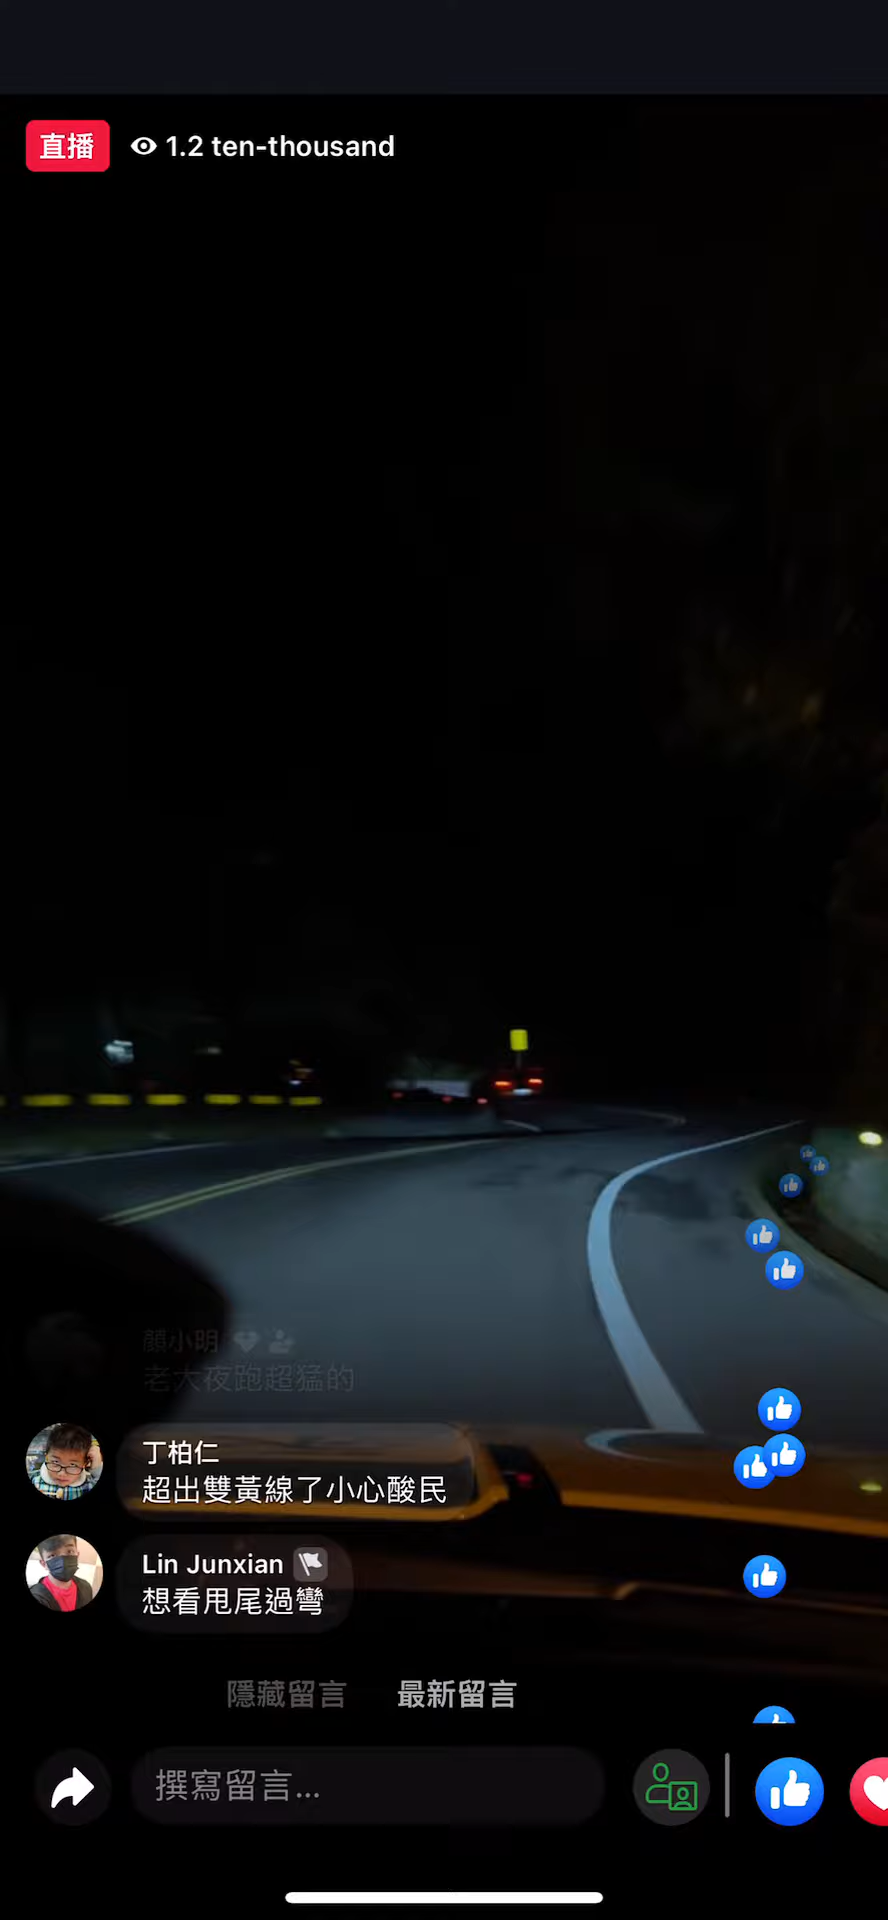 直播
1.2 ten-thousand
顏小明
老大夜跑超猛的
丁柏仁
超出雙黃線了小心酸民
Lin Junxian
想看甩尾過彎
隱藏留言 最新留言
撰寫留言...